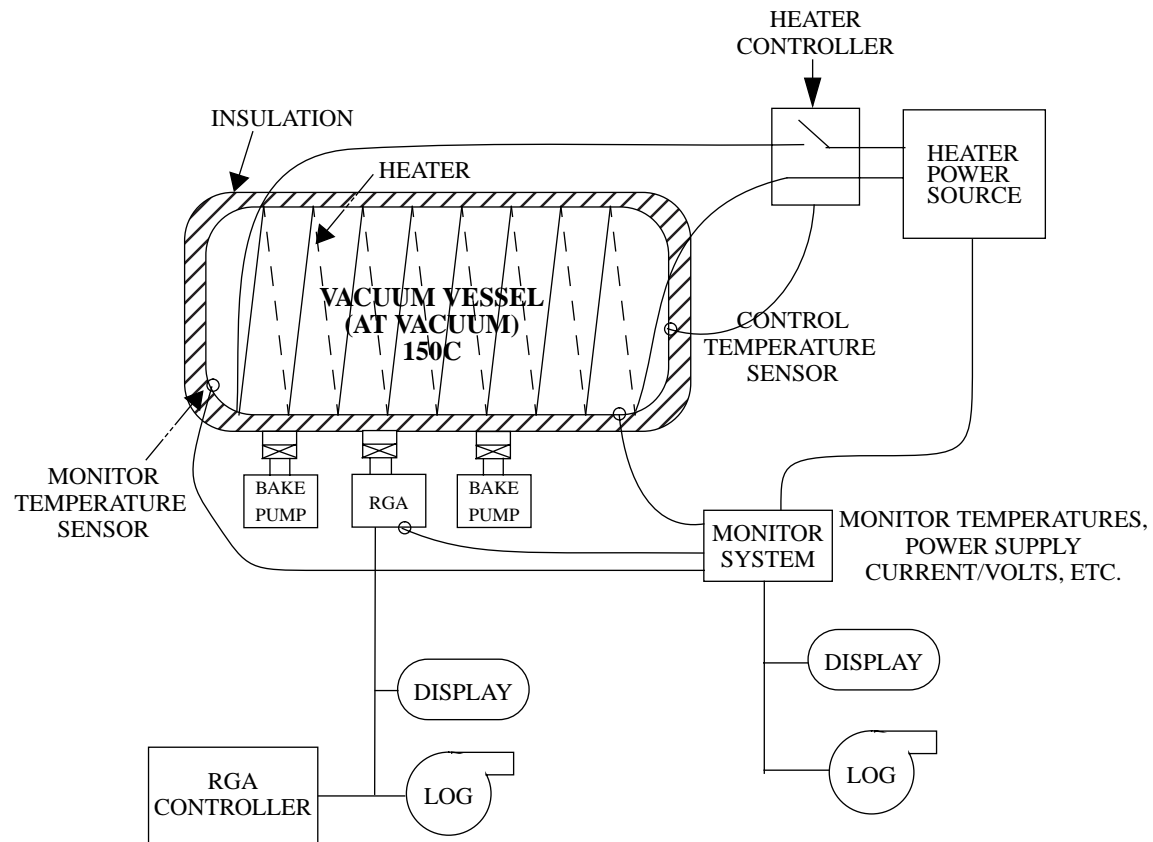 HEATER
CONTROLLER
INSULATION
HEATER
HEATER
POWER
SOURCE
VACUUM VESSEL
(AT VACUUM)
150C
CONTROL
TEMPERATURE
SENSOR
MONITOR
TEMPERATURE
SENSOR
BAKE
PUMP
RGA
BAKE
PUMP
MONITOR
SYSTEM
MONITOR TEMPERATURES,
POWER SUPPLY
CURRENT/VOLTS, ETC.
DISPLAY
DISPLAY
RGA
CONTROLLER
LOG
LOG